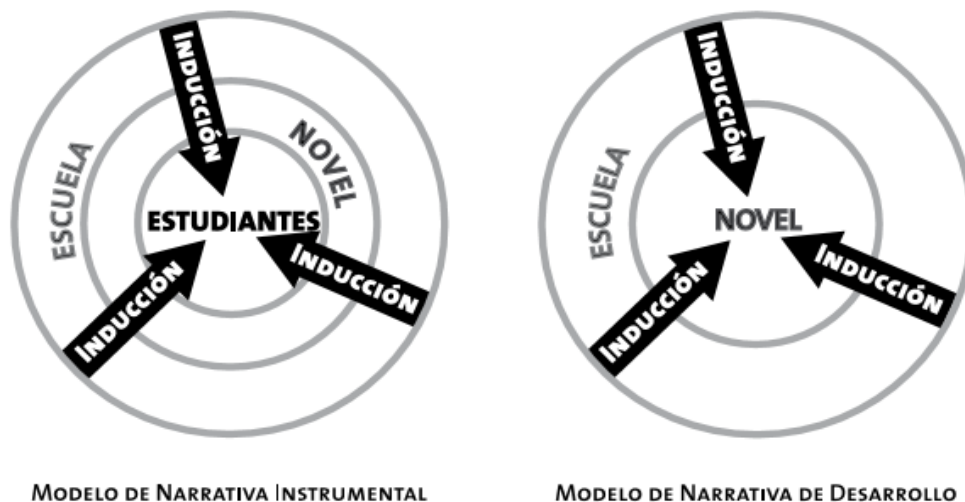 INDUCCIÓN
ESCUELA
NOVEL
ESTUDIANTES
INDUCCIÓN
INDUCCIÓN
MODELO DE NARRATIVA INSTRUMENTAL
INDUCCIÓN
ESCUELA
NOVEL
INDUCCIÓN
INDUCCIÓN
MODELO DE NARRATIVA DE DESARROLLO